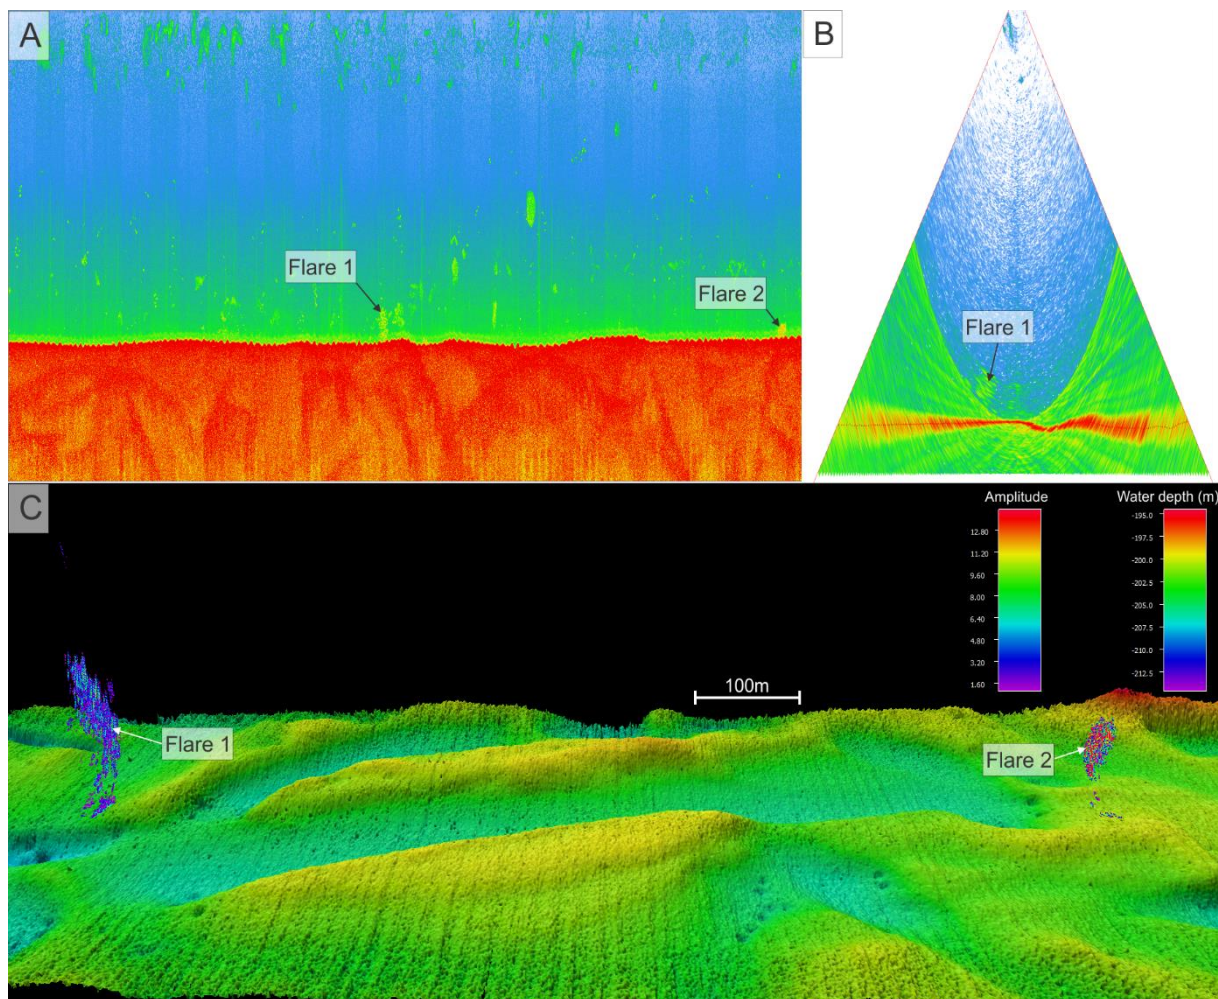 A
B
Flare 1
Flare 2
Flare 1
C
Amplitude
Water depth (m)
12.80
11.20
9.60
8.00
6.40
4.80
3.20
1.60
-195.0
-197.5
-200.0
-202.5
-205.0
-207.5
-210.0
-212.5
100m
Flare 1
Flare 2